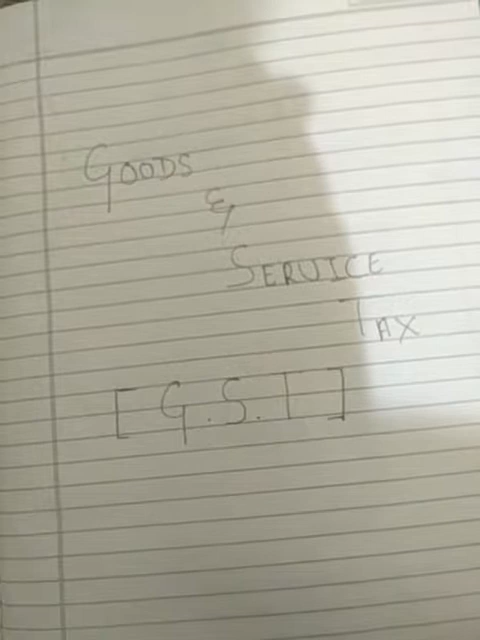 GOODS
&
SERVICE
TAX
[G.S.T]